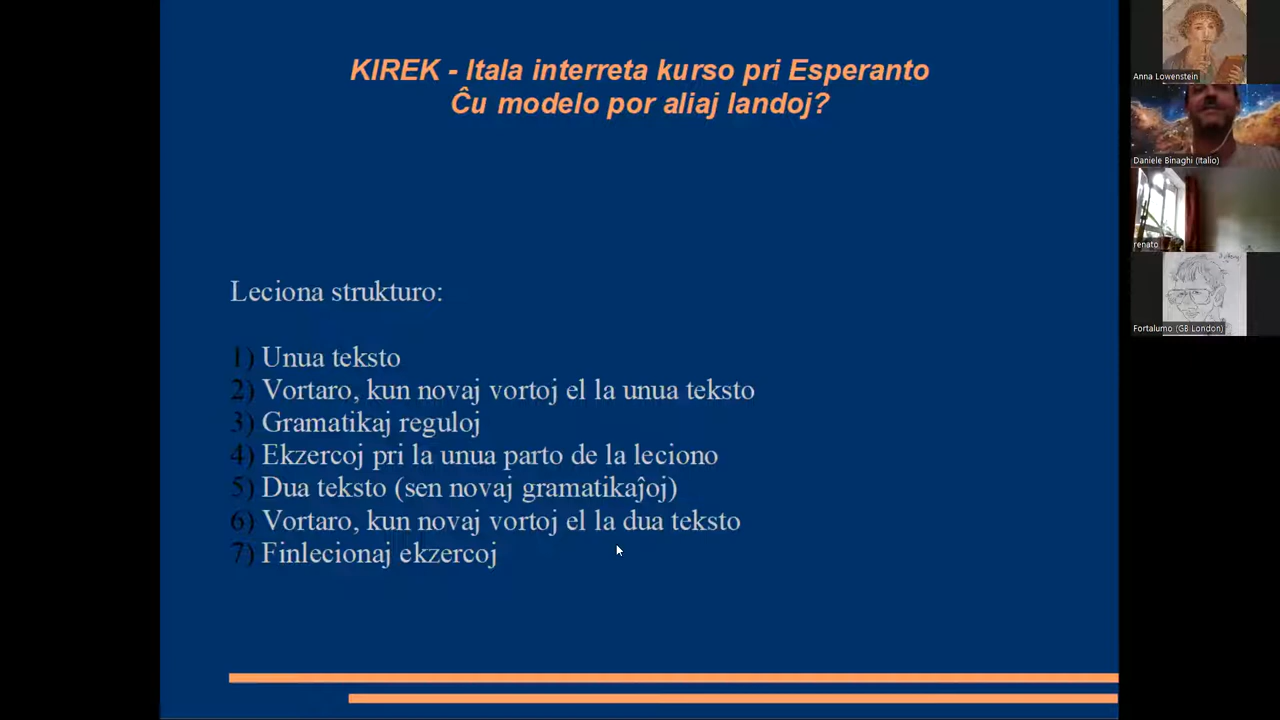 KIREK - Itala interreta kurso pri Esperanto
Ĉu modelo por aliaj landoj?
Leciona strukturo:
1) Unua teksto
2) Vortaro, kun novaj vortoj el la unua teksto
3) Gramatikaj reguloj
4) Ekzercoj pri la unua parto de la leciono
5) Dua teksto (sen novaj gramatikaĵoj)
6) Vortaro, kun novaj vortoj el la dua teksto
7) Finlecionaj ekzercoj
Anna Lowenstein
Daniele Binaghi (Italio)
renato
Fortalumo (GB London)